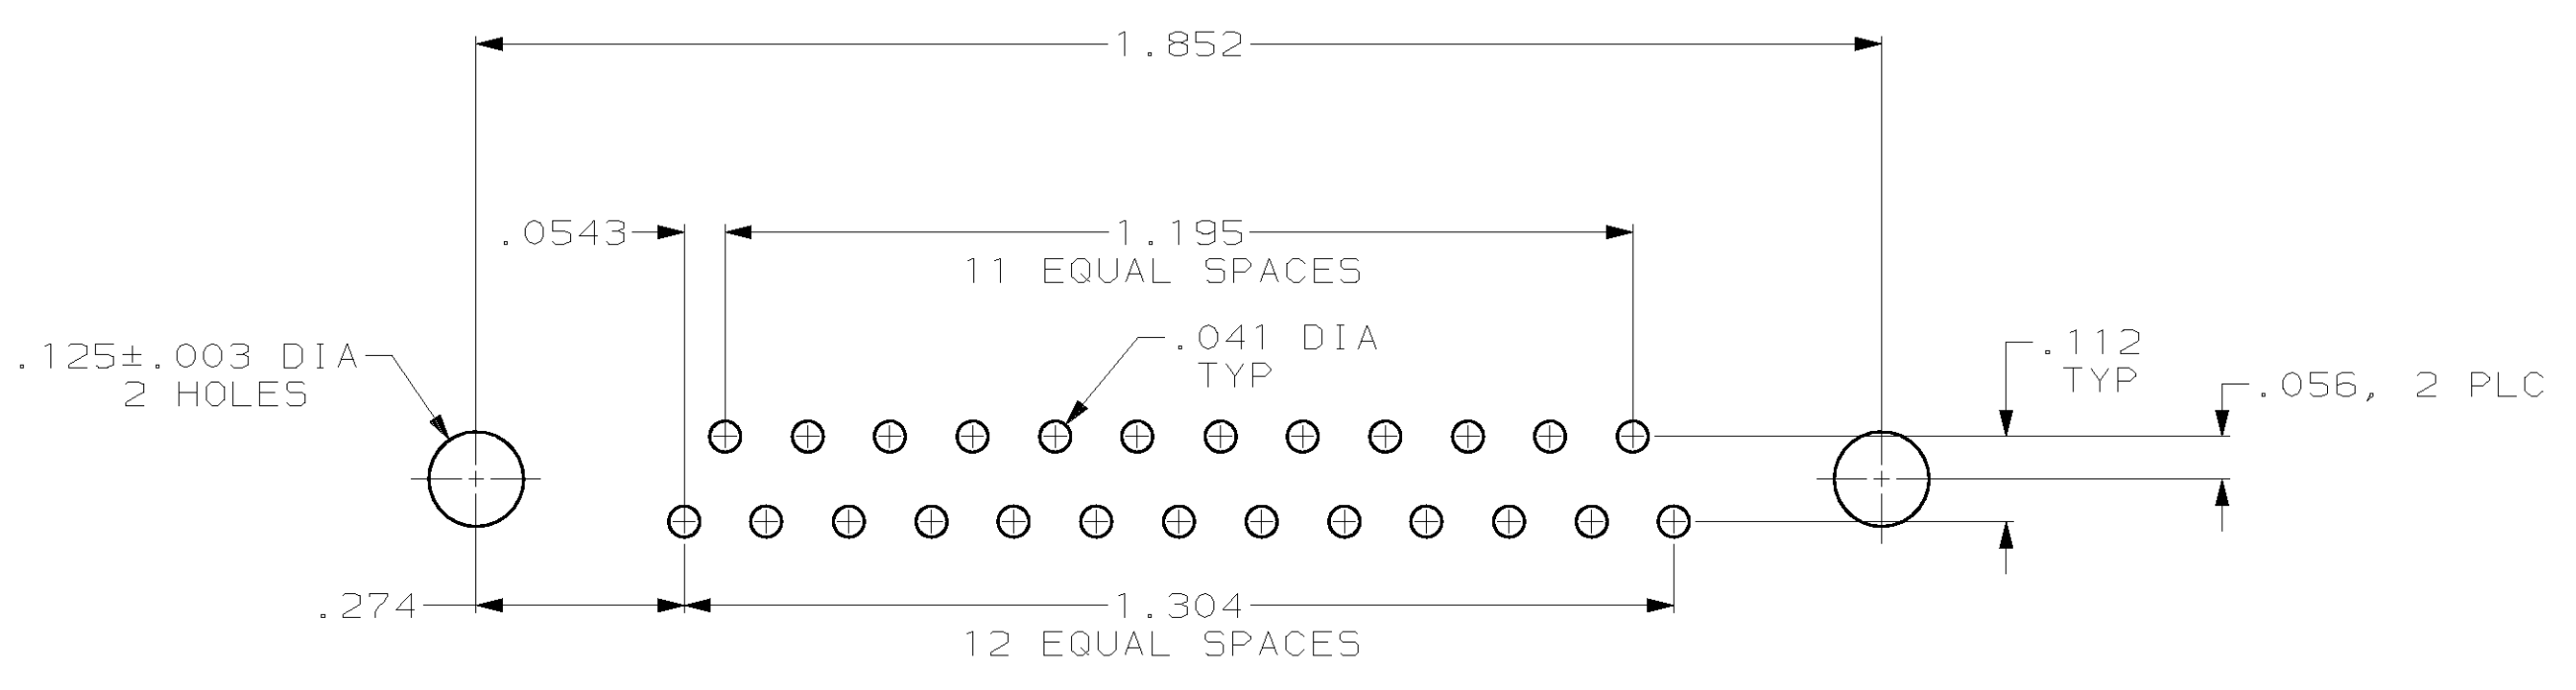 1.852
.0543
1.195
11 EQUAL SPACES
.125±.003 DIA
2 HOLES
.041 DIA
TYP
.112
TYP
.056, 2 PLC
.274
1.304
12 EQUAL SPACES